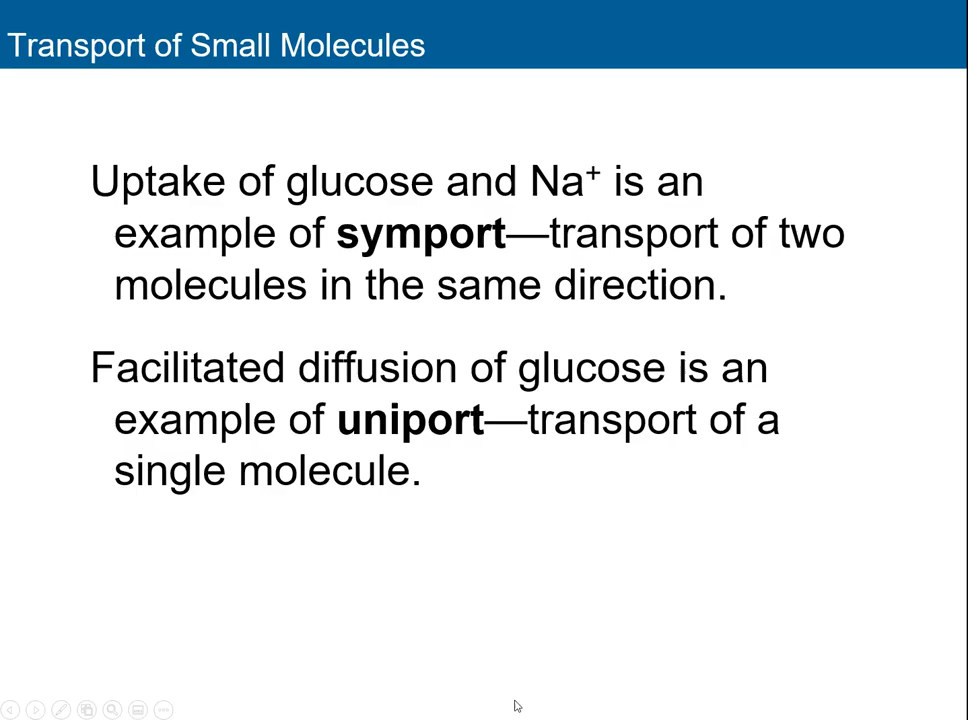 Transport of Small Molecules
Uptake of glucose and Na⁺ is an
example of symport—transport of two
molecules in the same direction.
Facilitated diffusion of glucose is an
example of uniport—transport of a
single molecule.